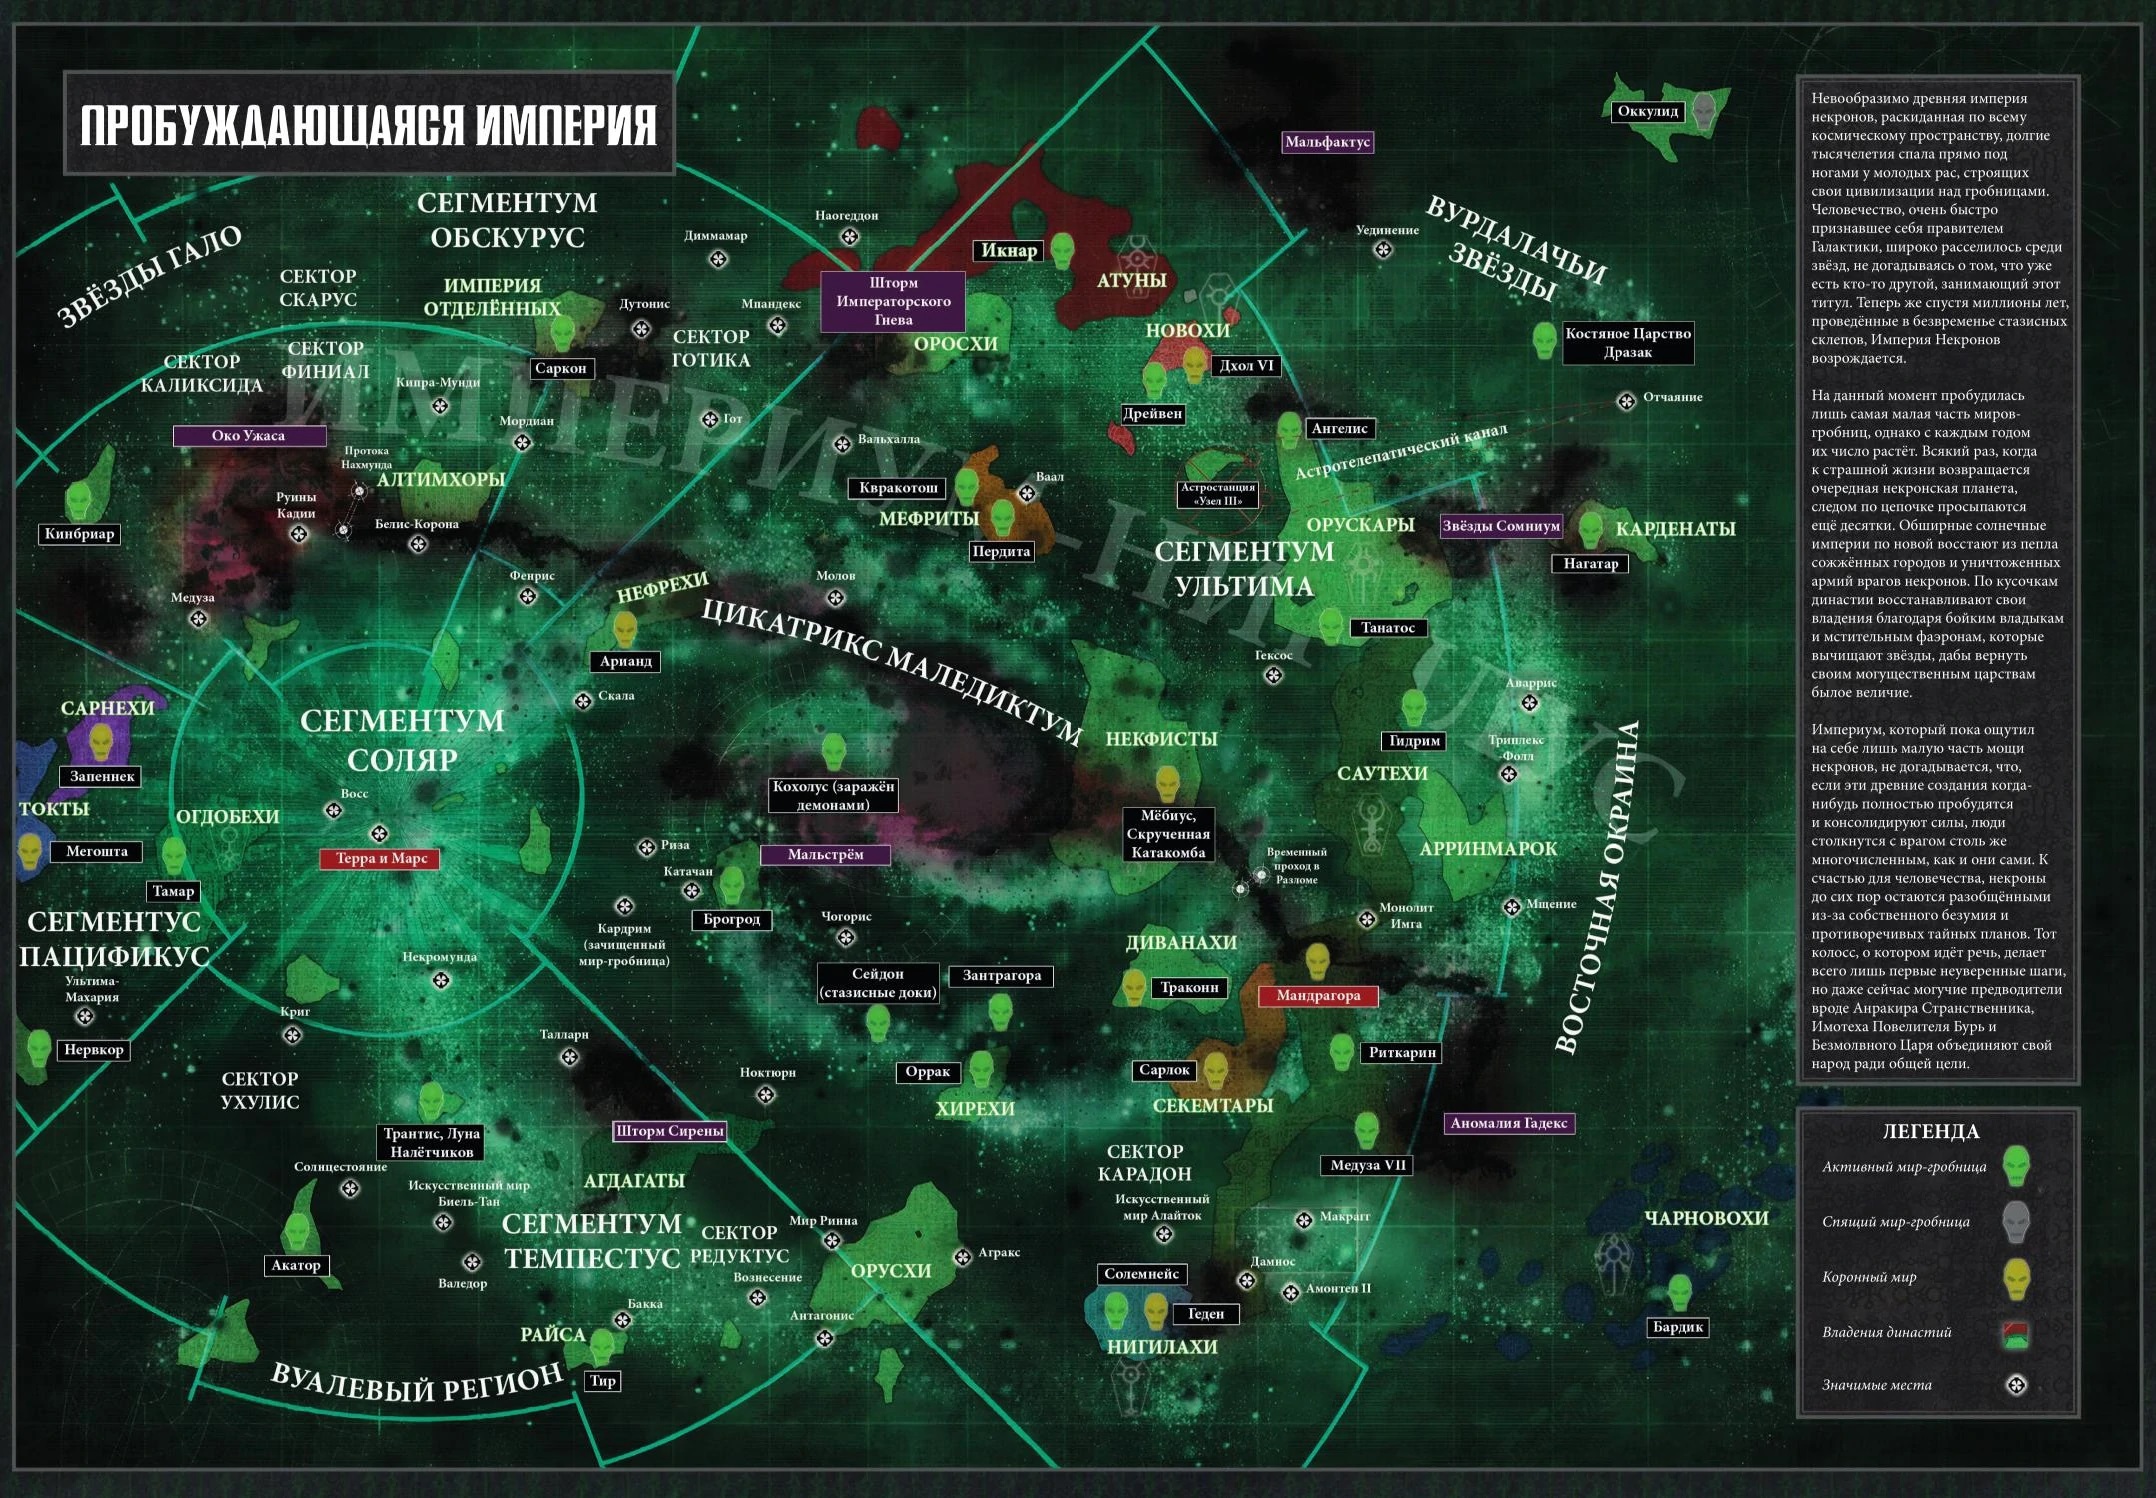 ПРОБУЖДАЮЩАЯСЯ ИМПЕРИЯ
СЕГМЕНТУМ
ОБСКУРУС
ЗВЁЗДЫ ГАЛО
СЕКТОР
СКАРУС
ИМПЕРИЯ
ОТДЕЛЁННЫХ
Диммамар
Наогеддон
Дутонис
Мпандекс
СЕКТОР
ГОТИКА
Саркон
СЕКТОР
КАЛИКСИДА
СЕКТОР
ФИНИАЛ
Кипра-Мунди
Мордиан
Гот
Око Ужаса
Протока
Нахмунда
АЛТИМХОРЫ
Руины
Кадии
Белис-Корона
Кинбриар
Медуза
Фенрис
НЕФРЕХИ
Арианд
Скала
Шторм
Императорского
Гнева
Икнар
АТУНЫ
ОРОСХИ
НОВОХИ
Дхол VI
Дрейвен
Мальфактус
Уединение
ВУРДАЛАЧЬИ
ЗВЁЗДЫ
Оккулид
Костяное Царство
Дразак
Отчаяние
Ангелис
Астротелепатический канал
Астростанция
«Узел III»
Вальхалла
Квракотош
МЕФРИТЫ
Ваал
Пердита
Молов
ИМПЕРИУМ-НИГИЛУС
ОРУСКАРЫ
Звёзды Сомниум
КАРДЕНАТЫ
Нагатар
СЕГМЕНТУМ
УЛЬТИМА
Танатос
Гексос
ЦИКАТРИКС МАЛЕДИКТУМ
НЕКФИСТЫ
Мёбиус,
Скрученная
Катакомба
Временный
проход в
Разломе
Гидрим
САУТЕХИ
Аваррис
Триплекс
-Фолл
АРРИНМАРОК
Монолит
Имга
Мщение
ВОСТОЧНАЯ ОКРАИНА
САРНЕХИ
Запеннек
ТОКТЫ
Мегошта
ОГДОБЕХИ
Тамар
СЕГМЕНТУМ
СОЛЯР
Восс
Терра и Марс
СЕГМЕНТУС
ПАЦИФИКУС
Ультима-
Махария
Нервкор
Некромунда
Криг
СЕКТОР
УХУЛИС
Кохолус (заражён
демонами)
Мальстрём
Риза
Катачан
Брогрод
Кардрим
(зачищенный
мир-гробница)
Чогорис
Сейдон
(стазисные доки)
Зантрагора
Оррак
ХИРЕХИ
Талларн
Ноктюрн
Шторм Сирены
АГДАГАТЫ
Трантис, Луна
Налётчиков
Солнцестояние
Искусственный мир
Биель-Тан
Акатор
Валедор
СЕГМЕНТУМ
ТЕМПЕСТУС
СЕКТОР
РЕДУКТУС
Мир Ринна
Вознесение
ОРУСХИ
Агракс
Антагонис
Бакка
РАЙСА
Тир
ВУАЛЕВЫЙ РЕГИОН
ДИВАНАХИ
Траконн
Мандрагора
Сарлок
СЕКЕМТАРЫ
Риткарин
Медуза VII
Аномалия Гадекс
СЕКТОР
КАРАДОН
Искусственный
мир Алайток
Макрагг
Дамнос
Амонтеп II
Солемнейс
Геден
НИГИЛАХИ
ЧАРНОВОХИ
Бардик
Невообразимо древняя империя
некронов, раскиданная по всему
космическому пространству, долгие
тысячелетия спала прямо под
ногами у молодых рас, строящих
свои цивилизации над гробницами.
Человечество, очень быстро
признавшее себя правителем
Галактики, широко расселилось среди
звёзд, не догадываясь о том, что уже
есть кто-то другой, занимающий этот
титул. Теперь же спустя миллионы лет,
проведённые в безвременье стазисных
склепов, Империя Некронов
возрождается.
На данный момент пробудилась
лишь самая малая часть миров-
гробниц, однако с каждым годом
их число растёт. Всякий раз, когда
к страшной жизни возвращается
очередная некронская планета,
следом по цепочке просыпаются
ещё десятки. Обширные солнечные
империи по новой восстают из пепла
сожжённых городов и уничтоженных
армий врагов некронов. По кусочкам
династии восстанавливают свои
владения благодаря бойким владыкам
и мстительным фаэронам, которые
вычищают звёзды, дабы вернуть
своим могущественным царствам
былое величие.
Империум, который пока ощутил
на себе лишь малую часть мощи
некронов, не догадывается, что,
если эти древние создания когда-
нибудь полностью пробудятся
и консолидируют силы, люди
столкнутся с врагом столь же
многочисленным, как и они сами. К
счастью для человечества, некроны
до сих пор остаются разобщёнными
из-за собственного безумия и
противоречивых тайных планов. Тот
колосс, о котором идёт речь, делает
всего лишь первые неуверенные шаги,
но даже сейчас могучие предводители
вроде Анракира Странственника,
Имотеха Повелителя Бурь и
Безмолвного Царя объединяют свой
народ ради общей цели.
ЛЕГЕНДА
Активный мир-гробница
Спящий мир-гробница
Коронный мир
Владения династий
Значимые места